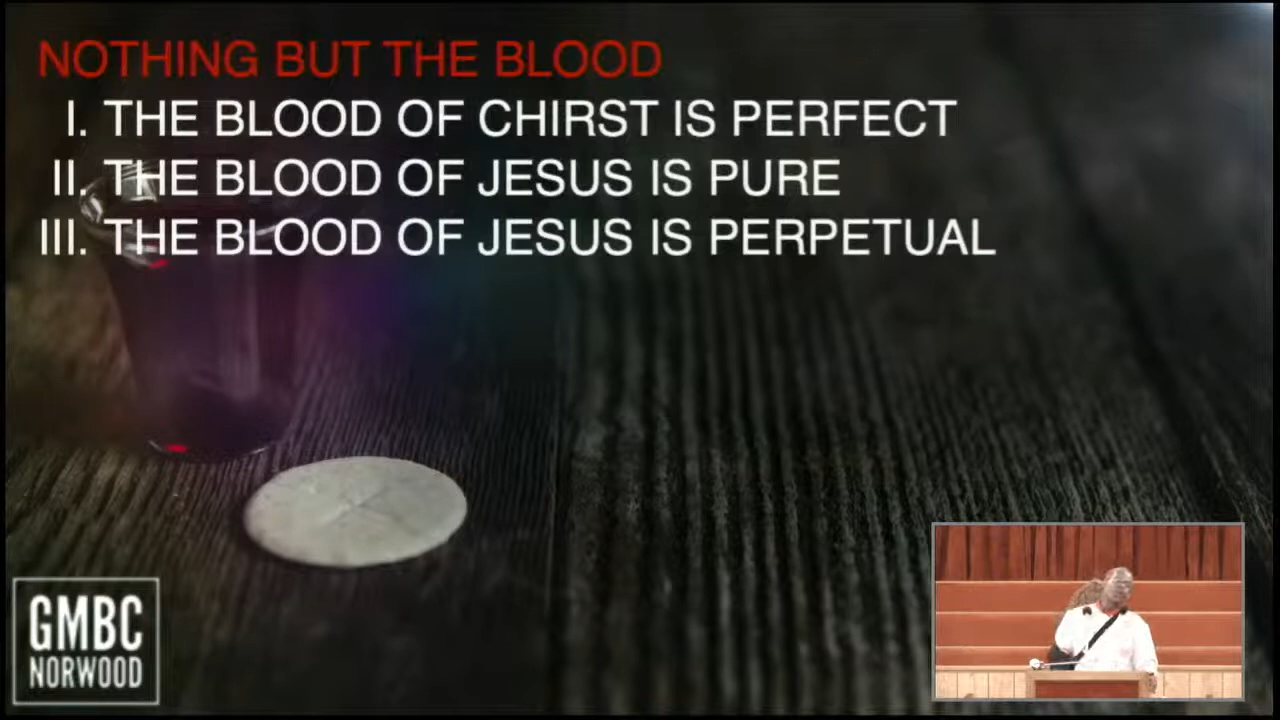 NOTHING BUT THE BLOOD
I. THE BLOOD OF CHIRST IS PERFECT
II. THE BLOOD OF JESUS IS PURE
III. THE BLOOD OF JESUS IS PERPETUAL
GMBC
NORWOOD